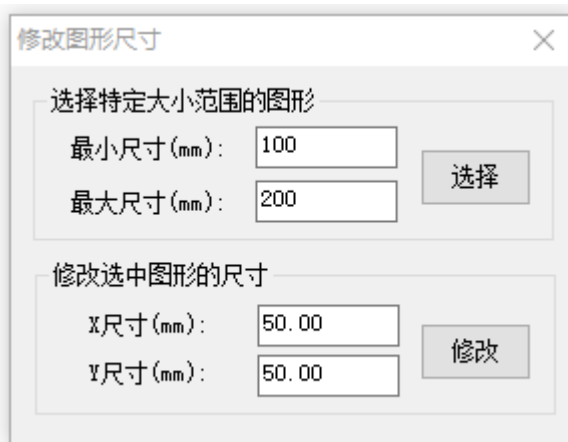 修改图形尺寸
选择特定大小范围的图形
最小尺寸(mm): 100
选择
最大尺寸(mm): 200
修改选中图形的尺寸
X尺寸(mm): 50.00
修改
Y尺寸(mm): 50.00